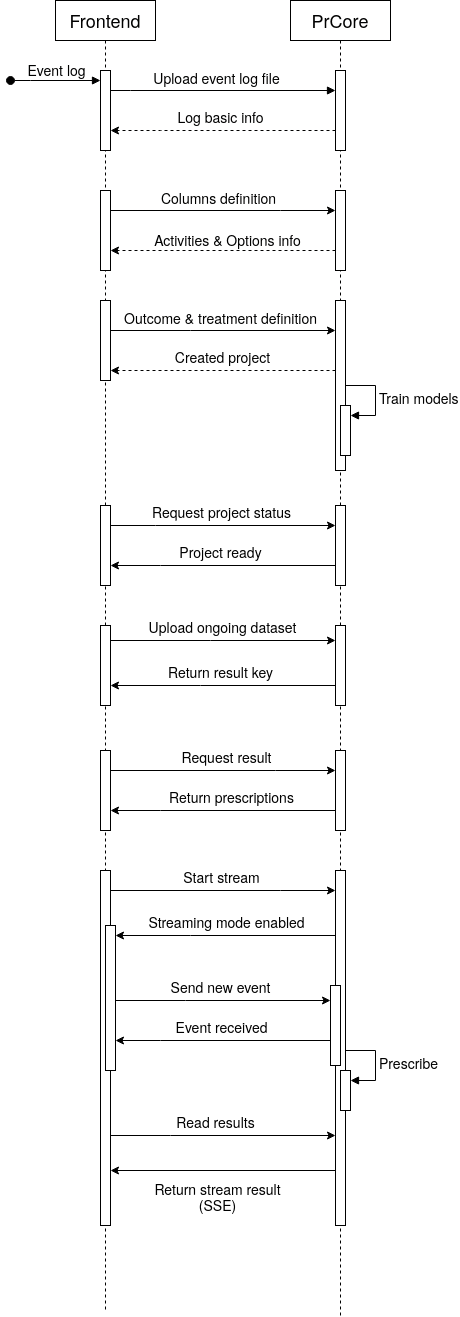 Frontend
PrCore
Event log
Upload event log file
Log basic info
Columns definition
Activities & Options info
Outcome & treatment definition
Created project
Train models
Request project status
Project ready
Upload ongoing dataset
Return result key
Request result
Return prescriptions
Start stream
Streaming mode enabled
Send new event
Event received
Prescribe
Read results
Return stream result
(SSE)